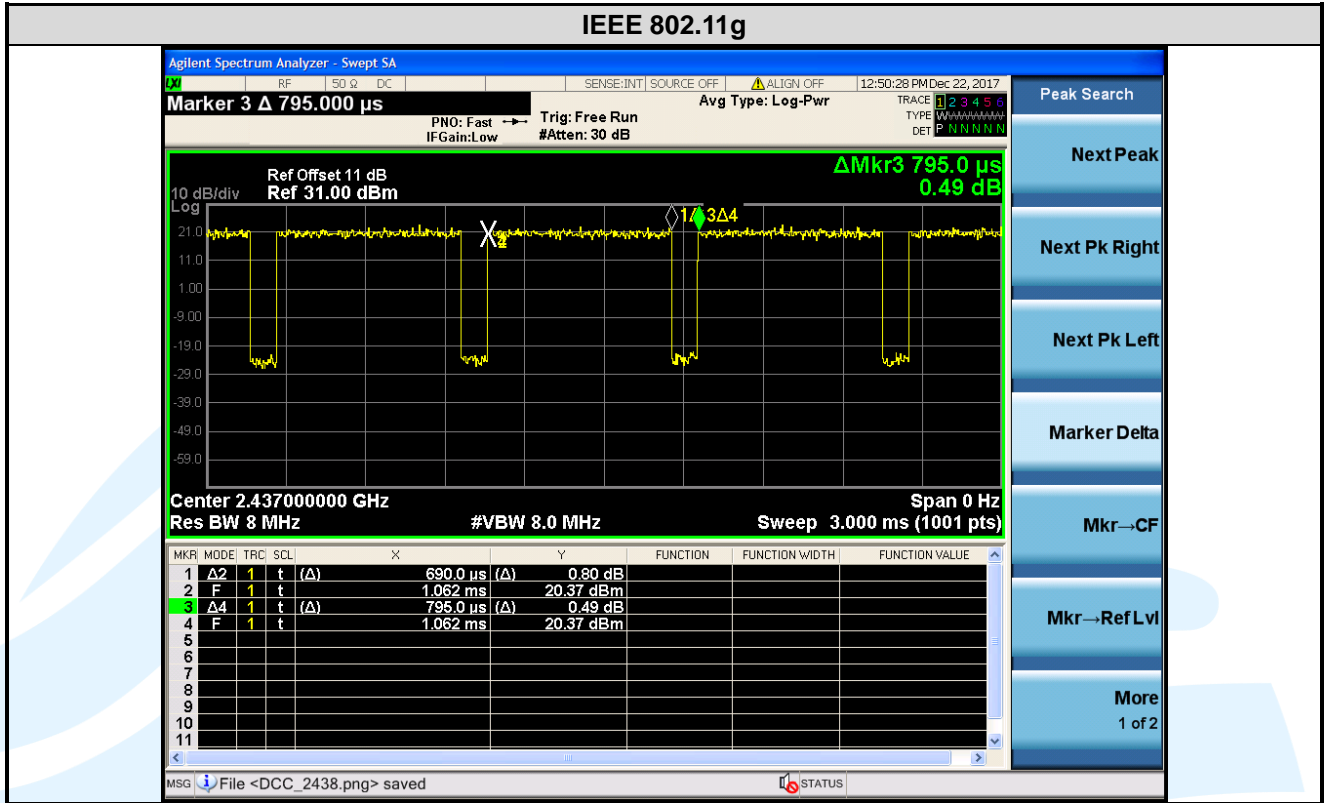 IEEE 802.11g
Agilent Spectrum Analyzer - Swept SA
LXI RF 50 Ω DC SENSE:INT SOURCE OFF ALIGN OFF 12:50:28 PM Dec 22, 2017
Marker 3 Δ 795.000 µs
PNO: Fast
IFGain:Low
Trig: Free Run
#Atten: 30 dB
Avg Type: Log-Pwr
TRACE 1 2 3 4 5 6
TYPE W
DET P N N N N N
ΔMkr3 795.0 µs
0.49 dB
Ref Offset 11 dB
10 dB/div Ref 31.00 dBm
Log
21.0
11.0
1.00
-9.00
-19.0
-29.0
-39.0
-49.0
-59.0
3Δ4
Center 2.437000000 GHz Span 0 Hz
Res BW 8 MHz #VBW 8.0 MHz Sweep 3.000 ms (1001 pts)
MKR MODE TRC SCL X Y FUNCTION FUNCTION WIDTH FUNCTION VALUE
1 Δ2 1 t (Δ) 690.0 µs (Δ) 0.80 dB
2 F 1 t 1.062 ms 20.37 dBm
3 Δ4 1 t (Δ) 795.0 µs (Δ) 0.49 dB
4 F 1 t 1.062 ms 20.37 dBm
5
6
7
8
9
10
11
MSG File <DCC_2438.png> saved STATUS
Peak Search
Next Peak
Next Pk Right
Next Pk Left
Marker Delta
Mkr→CF
Mkr→Ref Lvl
More
1 of 2